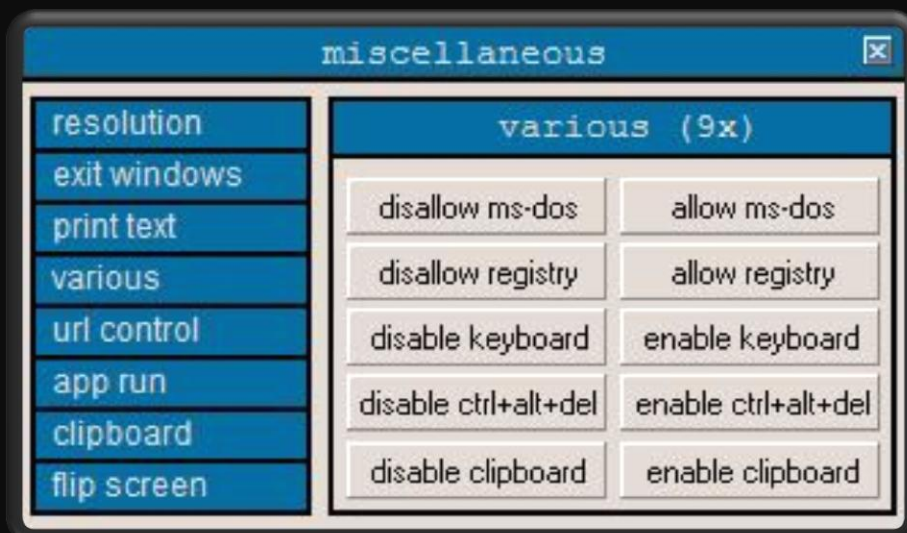 miscellaneous
resolution
exit windows
print text
various
url control
app run
clipboard
flip screen
various (9x)
disallow ms-dos allow ms-dos
disallow registry allow registry
disable keyboard enable keyboard
disable ctrl+alt+del enable ctrl+alt+del
disable clipboard enable clipboard